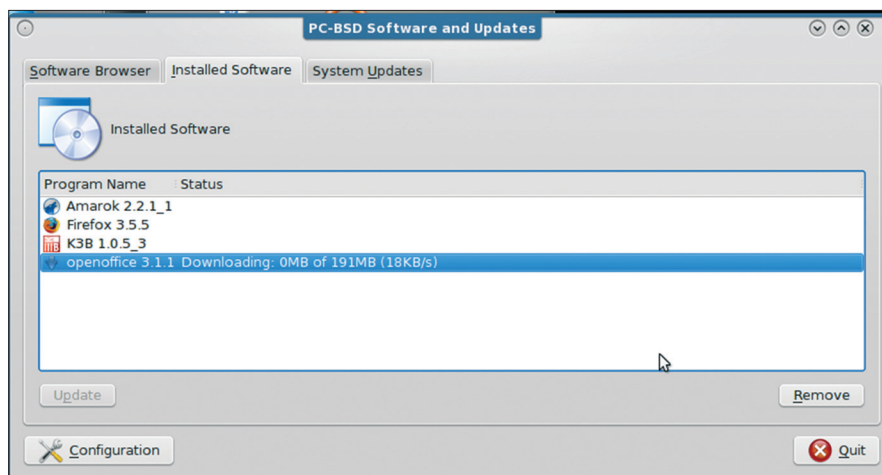 PC-BSD Software and Updates
Software Browser Installed Software System Updates
Installed Software
Program Name Status
Amarok 2.2.1_1
Firefox 3.5.5
K3B 1.0.5_3
openoffice 3.1.1 Downloading: 0MB of 191MB (18KB/s)
Update Remove
Configuration Quit